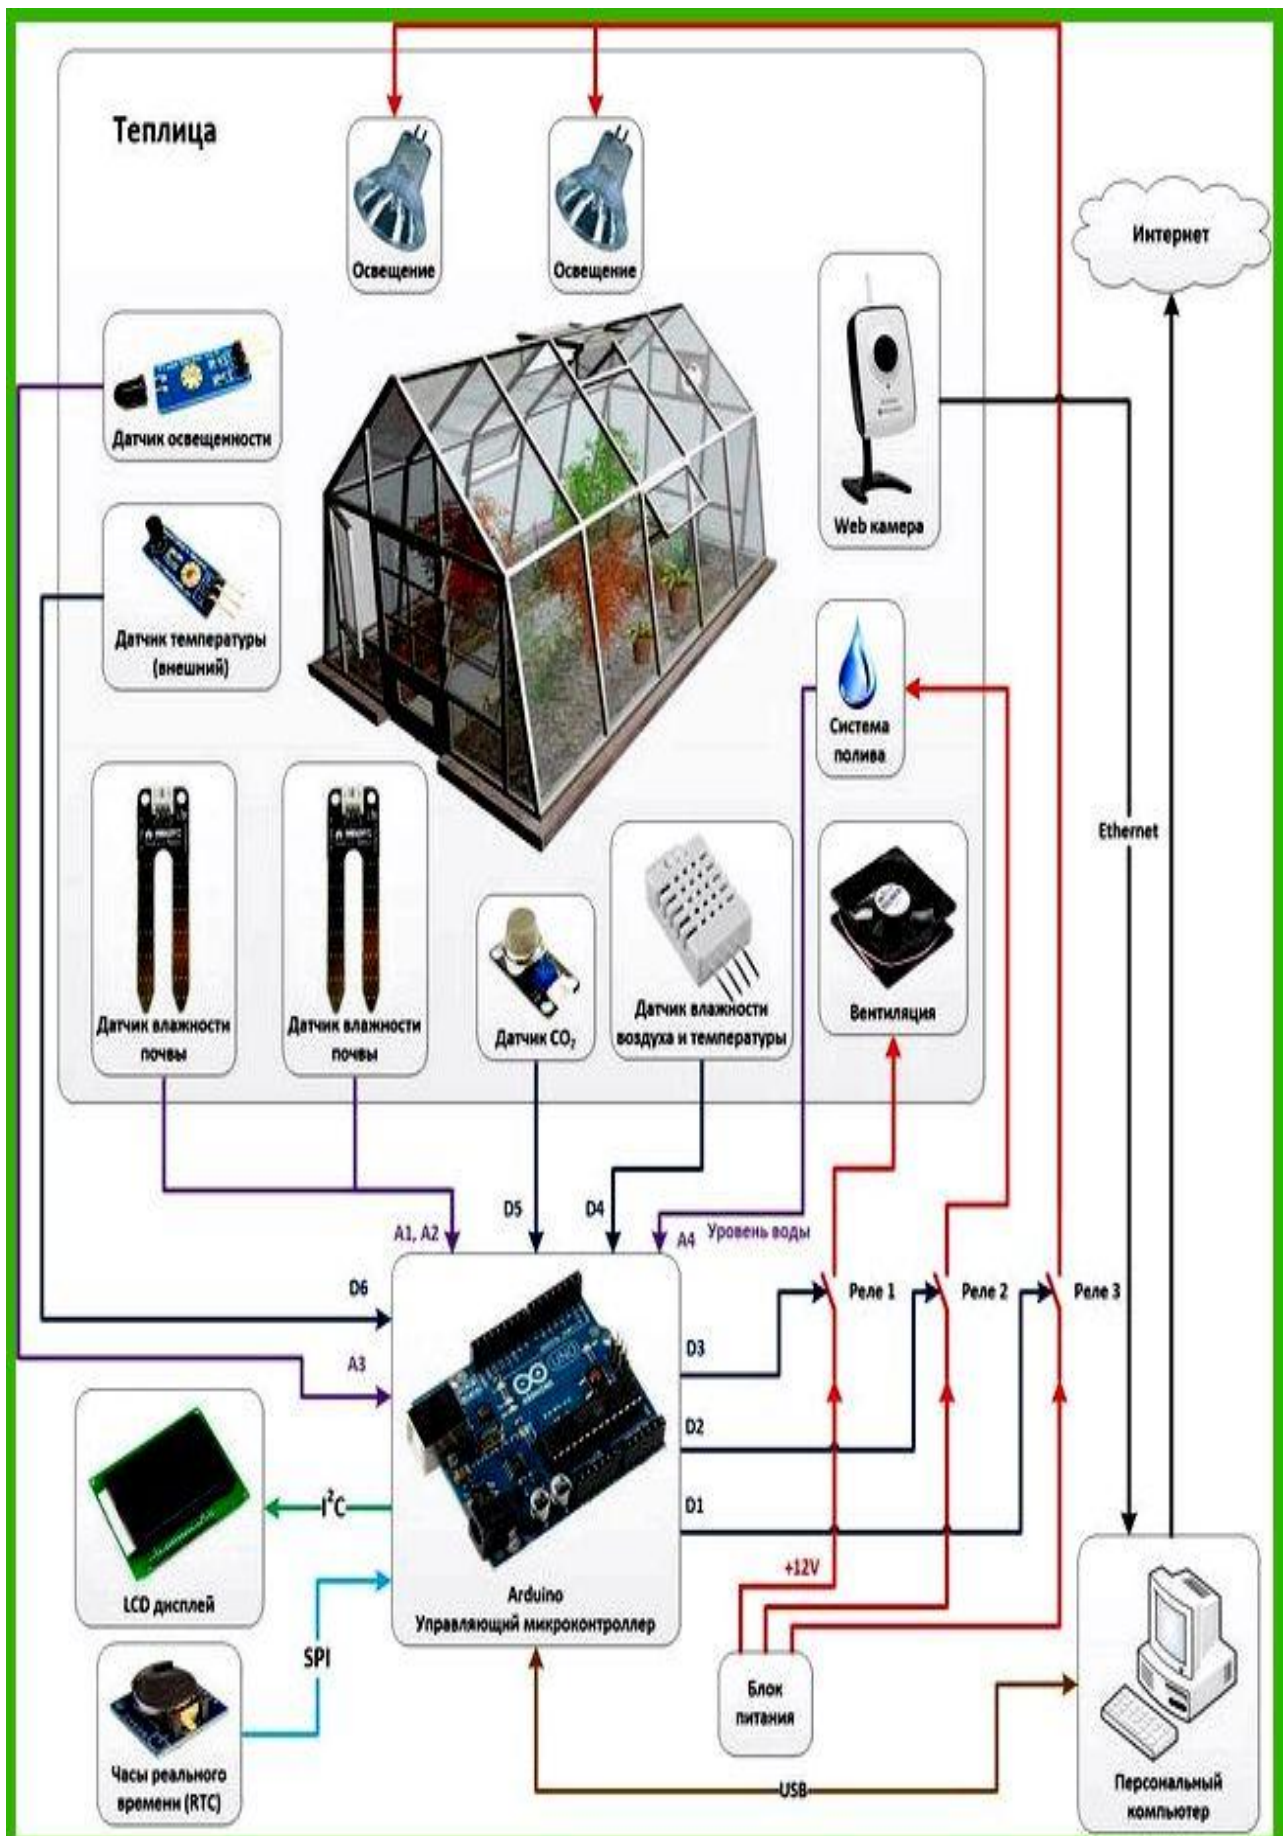 Теплица
Освещение
Освещение
Интернет
Датчик освещенности
Web камера
Датчик температуры
(внешний)
Система
полива
Ethernet
Датчик влажности
почвы
Датчик влажности
почвы
Датчик CO₂
Датчик влажности
воздуха и температуры
Вентиляция
A1, A2
D5
D4
A4
Уровень воды
D6
Реле 1
Реле 2
Реле 3
A3
D3
D2
D1
UNO
I²C
+12V
LCD дисплей
Arduino
Управляющий микроконтроллер
SPI
Блок
питания
Часы реального
времени (RTC)
USB
Персональный
компьютер